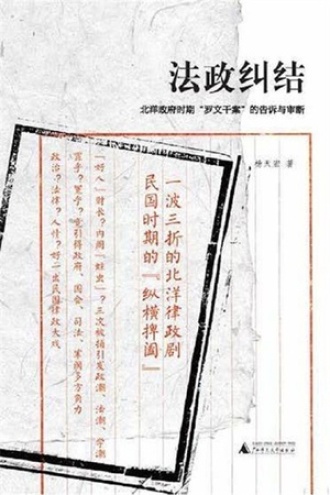 法政纠结
北洋政府时期“罗文干案”的告诉与审断
杨天宏 著
一波三折的北洋律政剧
民国时期的『纵横捭阖』
「好人」财长？内阁「蛀虫」？三次被捕引发政潮、法潮、学潮
罪乎？冤乎？竟引得政府、国会、司法、军阀多方角力
政治？法律？人情？好一出民国律政大戏
广西师范大学出版社